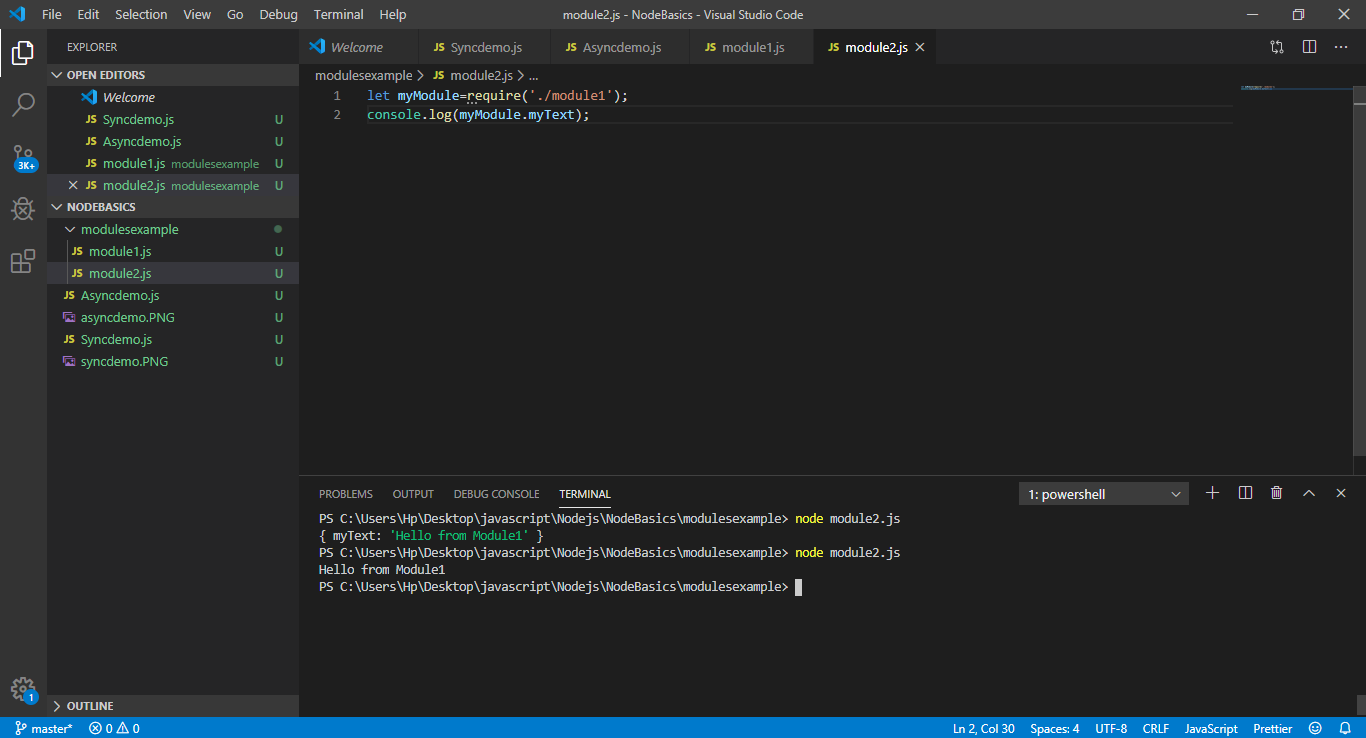 File Edit Selection View Go Debug Terminal Help module2.js - NodeBasics - Visual Studio Code
EXPLORER
Welcome JS Syncdemo.js JS Asyncdemo.js JS module1.js JS module2.js
OPEN EDITORS
Welcome
JS Syncdemo.js U
JS Asyncdemo.js U
JS module1.js modulesexample U
JS module2.js modulesexample U
NODEBASICS
modulesexample
JS module1.js U
JS module2.js U
JS Asyncdemo.js U
asyncdemo.PNG U
JS Syncdemo.js U
syncdemo.PNG U
OUTLINE
3K+
1
modulesexample > JS module2.js > ...
1 let myModule=require('./module1');
2 console.log(myModule.myText);
PROBLEMS OUTPUT DEBUG CONSOLE TERMINAL 1: powershell
PS C:\Users\Hp\Desktop\javascript\Nodejs\NodeBasics\modulesexample> node module2.js
{ myText: 'Hello from Module1' }
PS C:\Users\Hp\Desktop\javascript\Nodejs\NodeBasics\modulesexample> node module2.js
Hello from Module1
PS C:\Users\Hp\Desktop\javascript\Nodejs\NodeBasics\modulesexample>
master* 0 0 Ln 2, Col 30 Spaces: 4 UTF-8 CRLF JavaScript Prettier